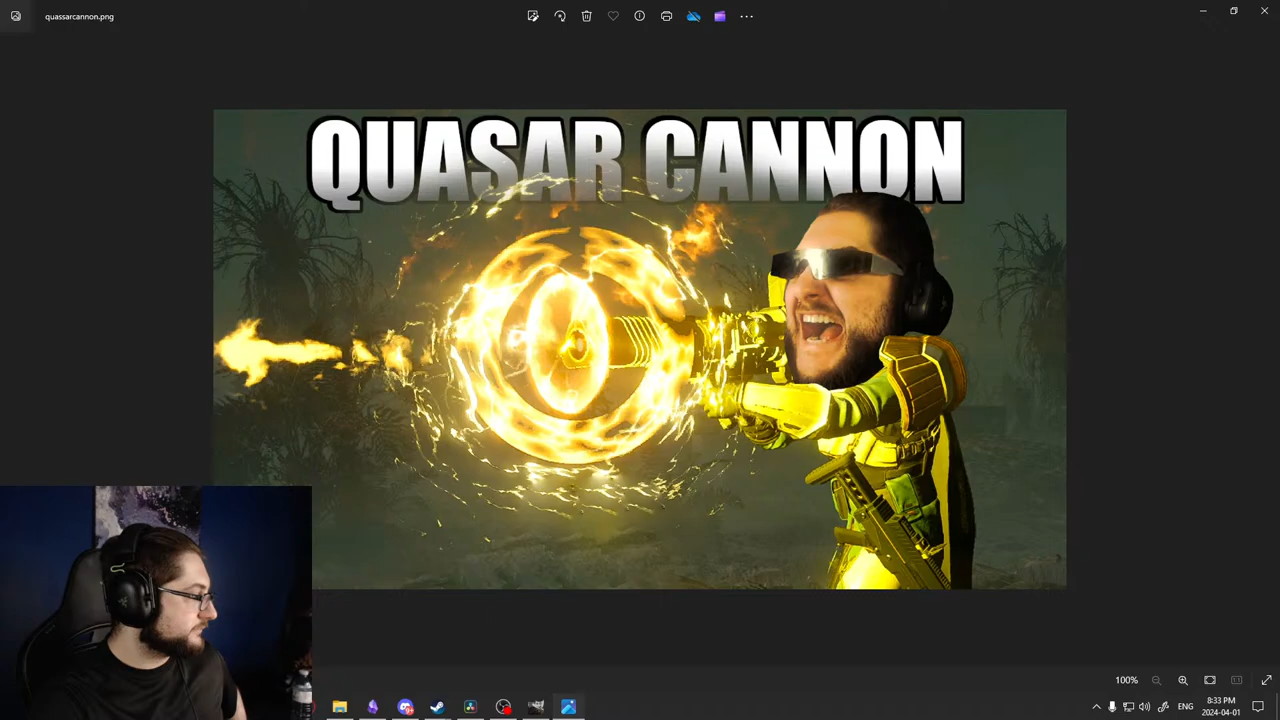 quassarcannon.png
QUASAR CANNON
100%
ENG
8:33 PM
2024-04-01